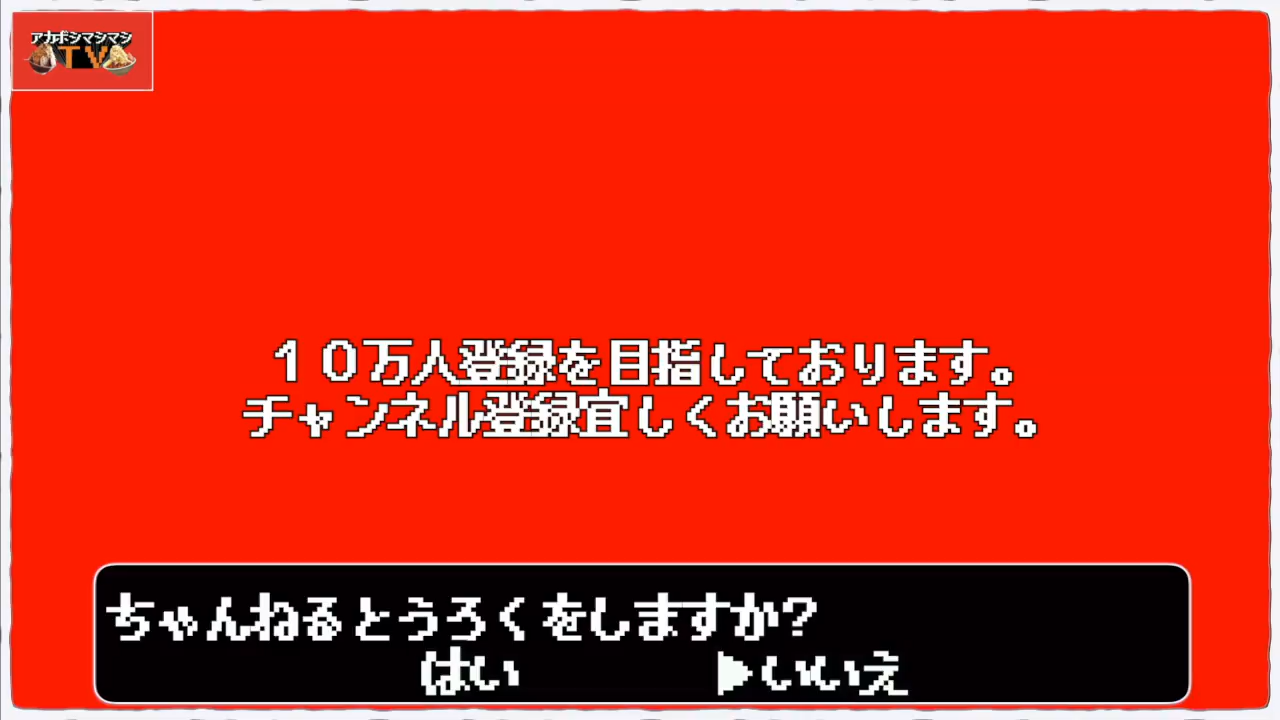 アカボシマシマシ
TV
１０万人登録を目指しております。
チャンネル登録宜しくお願いします。
ちゃんねるとうろくをしますか?
はい ▶いいえ